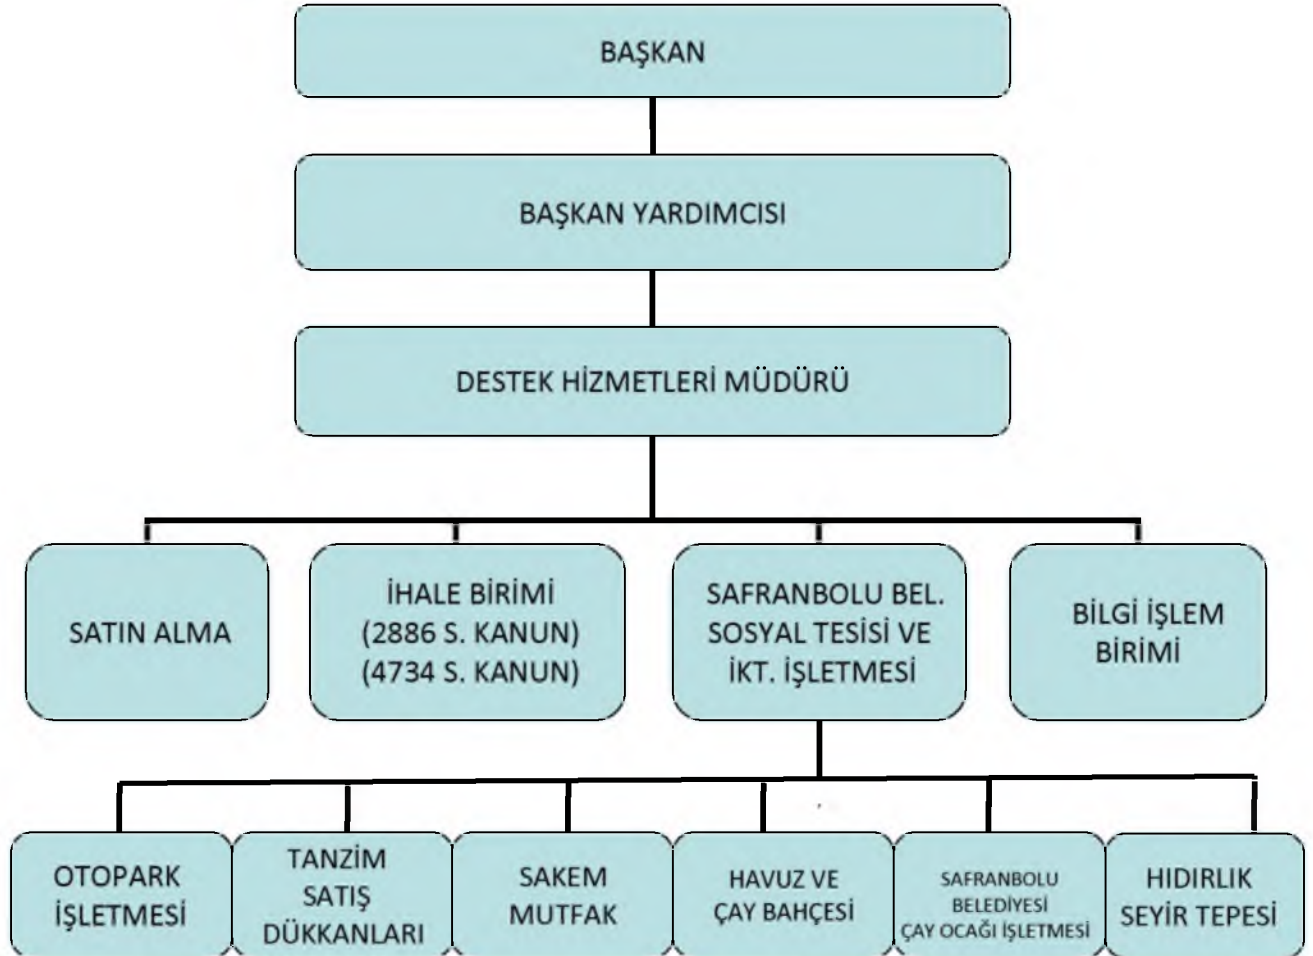 BAŞKAN
BAŞKAN YARDIMCISI
DESTEK HİZMETLERİ MÜDÜRÜ
SATIN ALMA
İHALE BİRİMİ
(2886 S. KANUN)
(4734 S. KANUN)
SAFRANBOLU BEL.
SOSYAL TESİSİ VE
İKT. İŞLETMESİ
BİLGİ İŞLEM
BİRİMİ
OTOPARK
İŞLETMESİ
TANZİM
SATIŞ
DÜKKANLARI
SAKEM
MUTFAK
HAVUZ VE
ÇAY BAHÇESİ
SAFRANBOLU
BELEDİYESİ
ÇAY OCAĞI İŞLETMESİ
HIDIRLIK
SEYİR TEPESİ